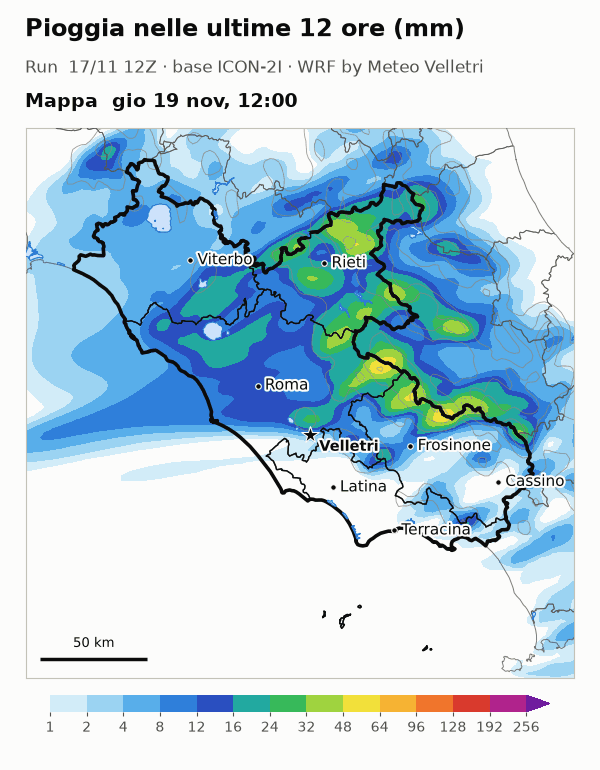 Pioggia nelle ultime 12 ore (mm)
Run  17/11 12Z · base ICON-2I · WRF by Meteo Velletri
Mappa  gio 19 nov, 12:00
Viterbo
Rieti
Roma
Velletri
Frosinone
Cassino
Latina
Terracina
50 km
1 2 4 8 12 16 24 32 48 64 96 128 192 256